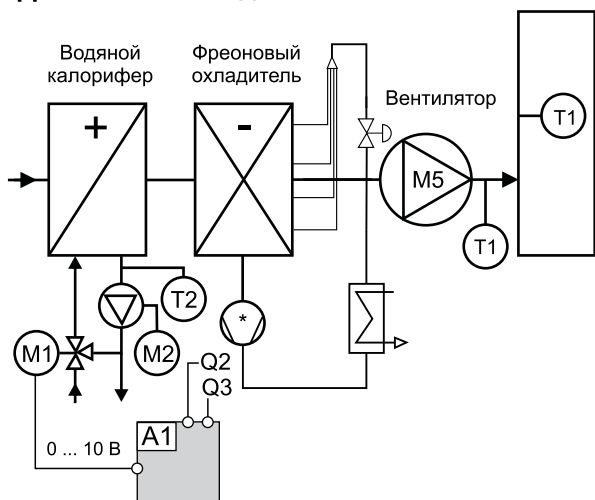 Водяной
калорифер
Фреоновый
охладитель
Вентилятор
+
-
T1
M5
T1
T2
*
M1
M2
Q2
Q3
A1
0 ... 10 В